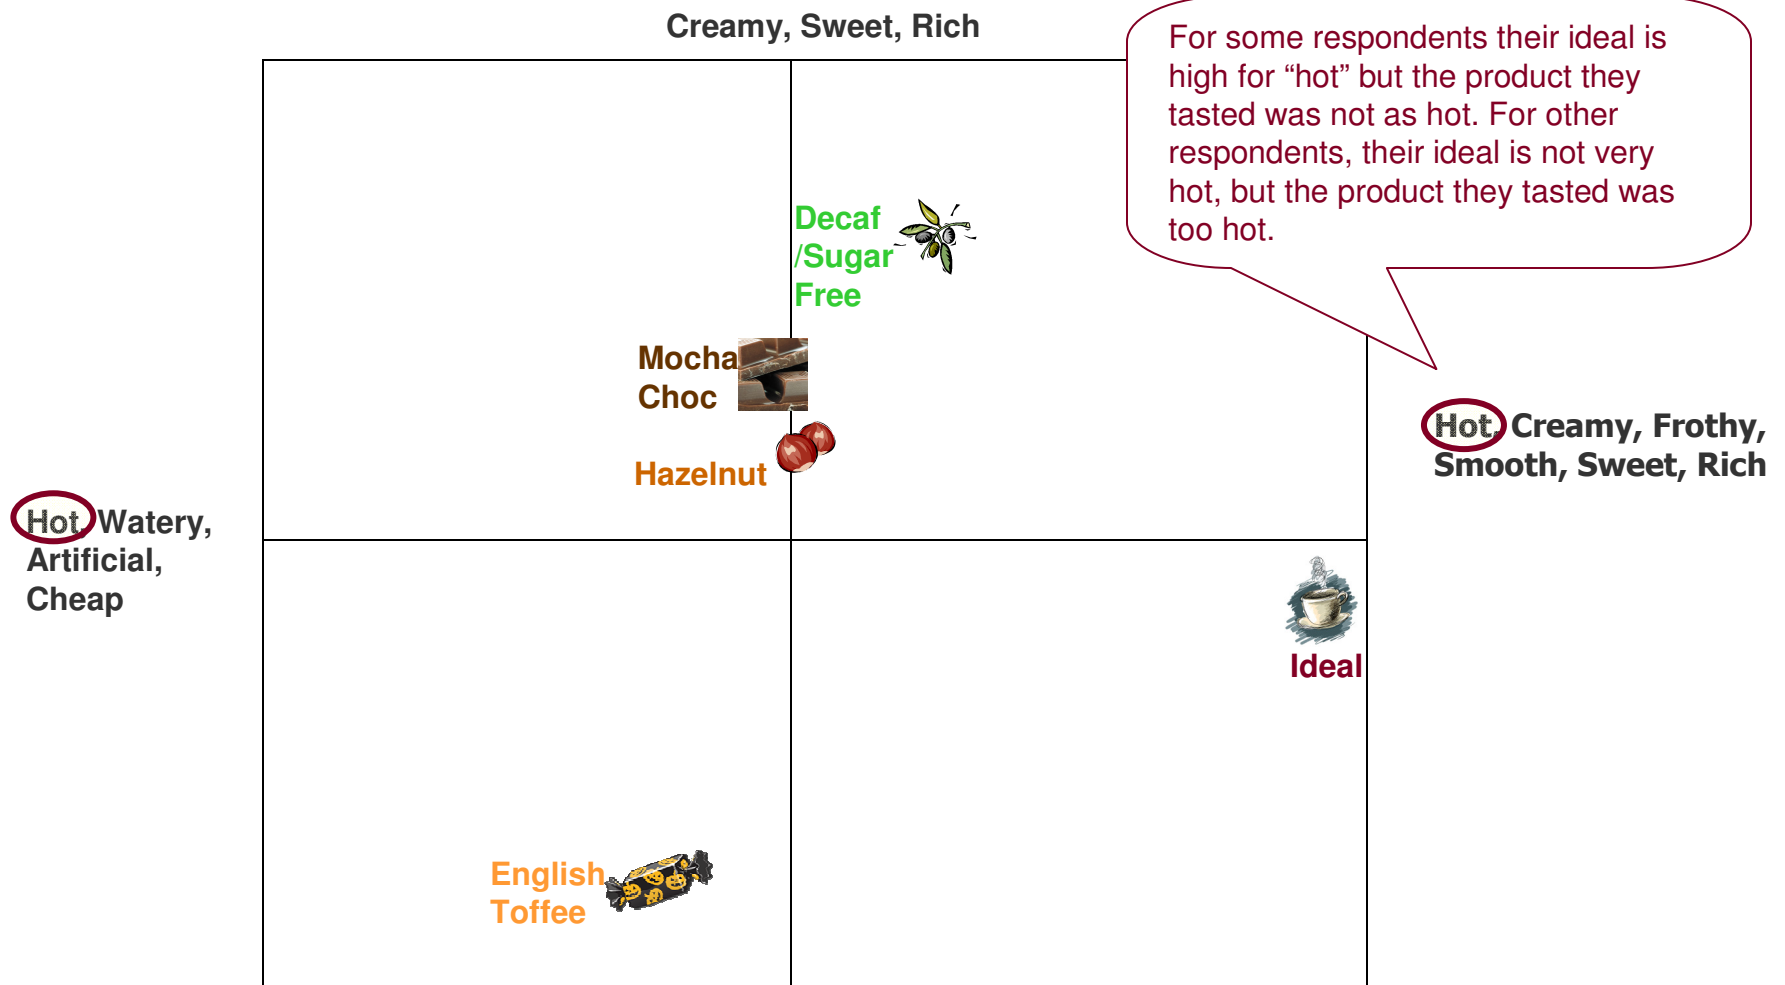 Creamy, Sweet, Rich
For some respondents their ideal is
high for “hot” but the product they
tasted was not as hot. For other
respondents, their ideal is not very
hot, but the product they tasted was
too hot.
Decaf
/Sugar
Free
Mocha
Choc
Hazelnut
Hot, Creamy, Frothy,
Smooth, Sweet, Rich
Hot, Watery,
Artificial,
Cheap
Ideal
English
Toffee